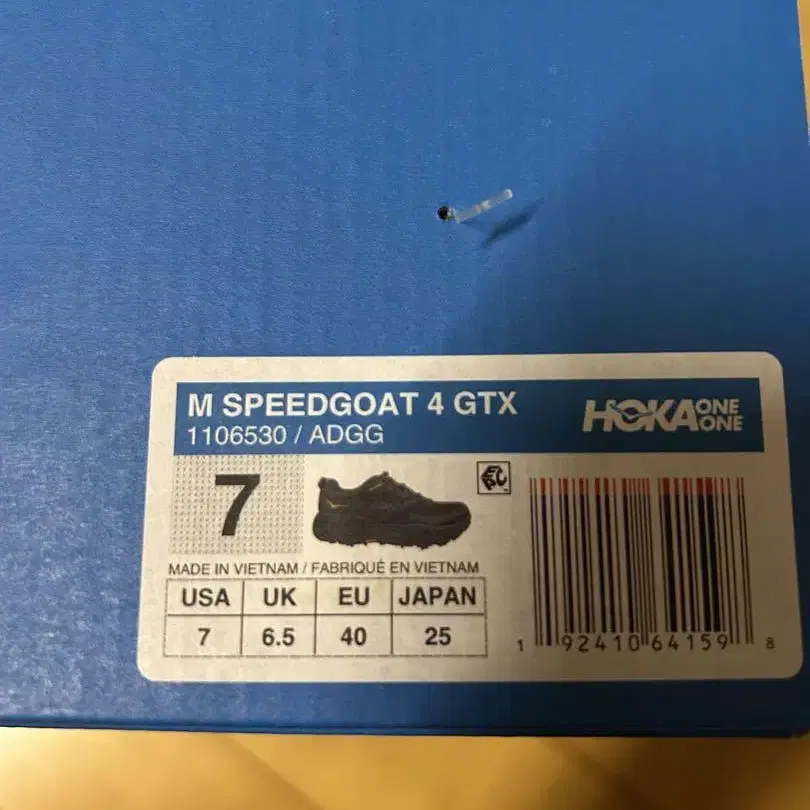 M SPEEDGOAT 4 GTX
1106530 / ADGG
HOKA ONE ONE
7
EPC
MADE IN VIETNAM / FABRIQUÉ EN VIETNAM
USA UK EU JAPAN
7 6.5 40 25
1 92410 64159 8